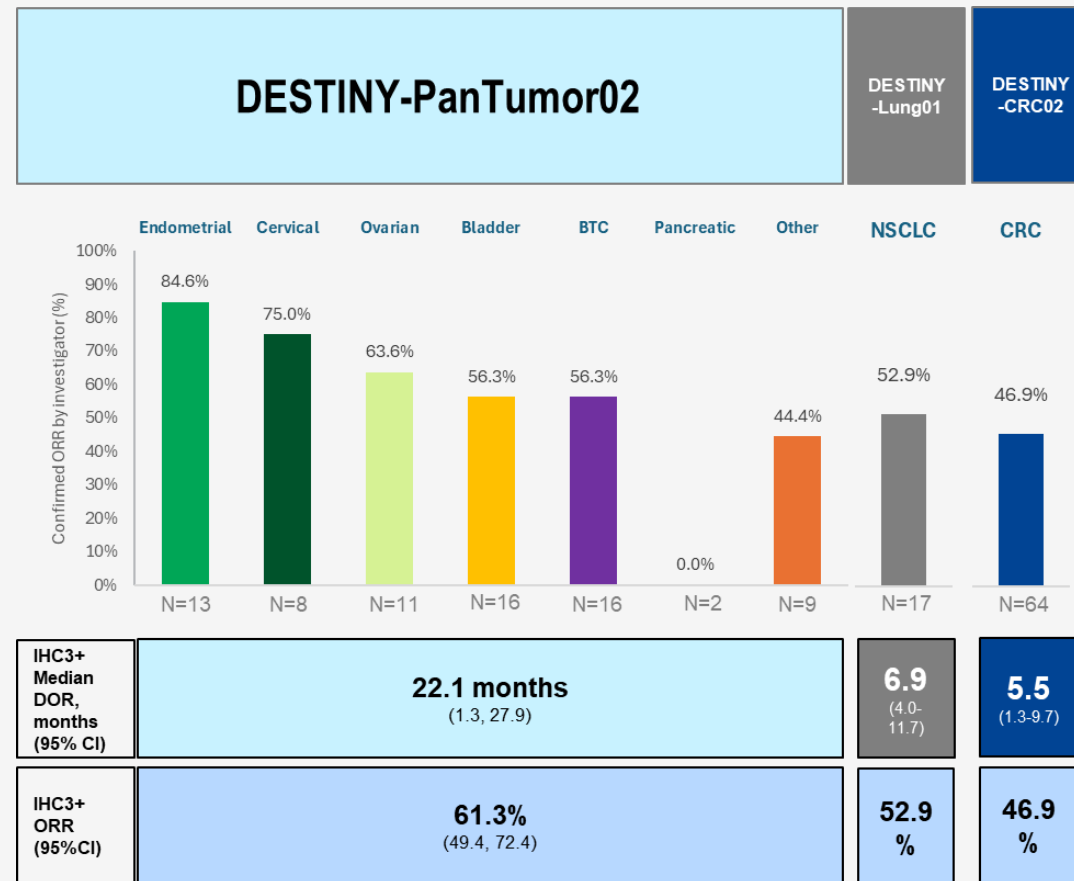 DESTINY-PanTumor02
DESTINY
-Lung01
DESTINY
-CRC02
Endometrial Cervical Ovarian Bladder BTC Pancreatic Other NSCLC CRC
Confirmed ORR by investigator (%)
100%
90%
80%
70%
60%
50%
40%
30%
20%
10%
0%
84.6%
75.0%
63.6%
56.3%
56.3%
0.0%
44.4%
52.9%
46.9%
N=13 N=8 N=11 N=16 N=16 N=2 N=9 N=17 N=64
IHC3+
Median
DOR,
months
(95% CI)
22.1 months
(1.3, 27.9)
6.9
(4.0-
11.7)
5.5
(1.3-9.7)
IHC3+
ORR
(95%CI)
61.3%
(49.4, 72.4)
52.9
%
46.9
%